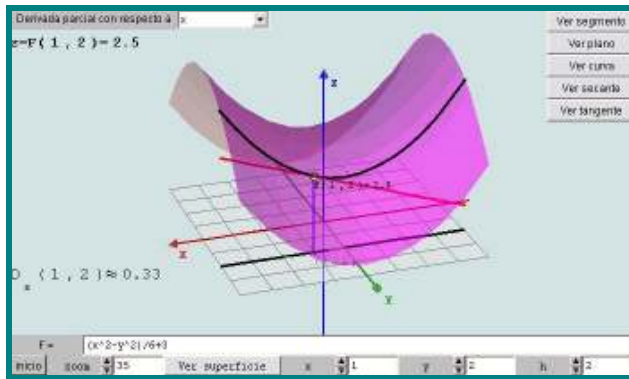 Derivada parcial con respecto a x
Ver segmento
z=F(1,2)=2.5
Ver plano
Ver curva
Ver secante
Ver tangente
z
x
Y
(1,2)≈0.33
F= (x^2-y^2)/6+3
Inicio zoom 35 Ver superficie x 1 y 2 h 2